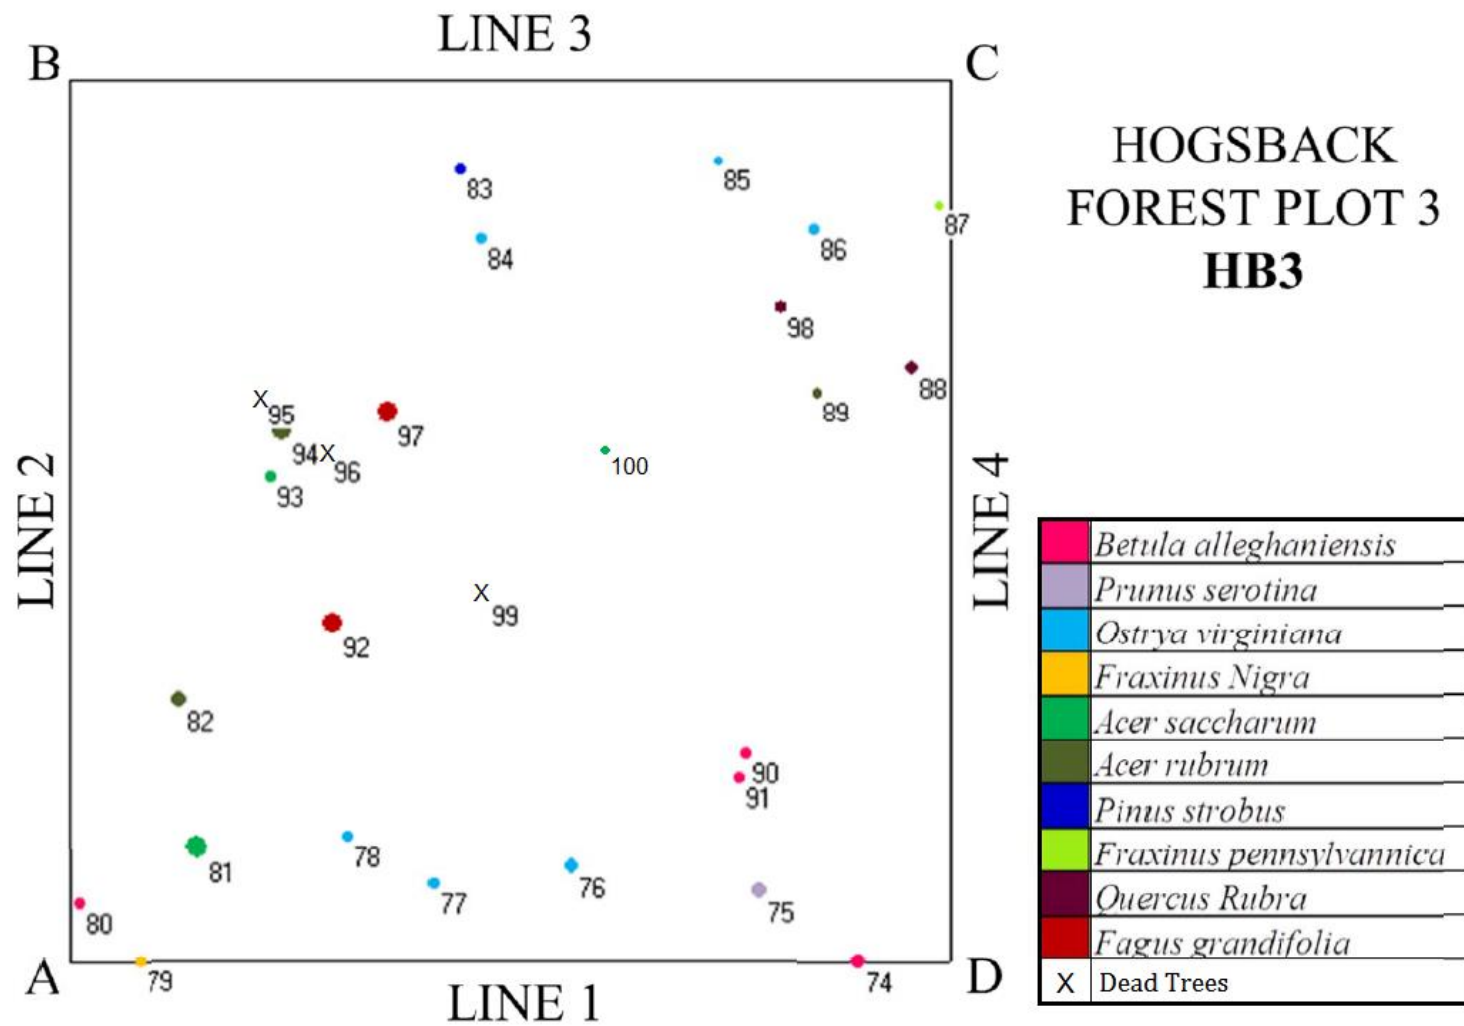 LINE 3
B
C
HOGSBACK
FOREST PLOT 3
HB3
83
85
84
86
87
98
88
89
X
95
97
94
X
96
93
100
LINE 2
LINE 4
X
99
92
82
90
91
81
78
77
76
75
80
A
79
LINE 1
74
D
Betula alleghaniensis
Prunus serotina
Ostrya virginiana
Fraxinus Nigra
Acer saccharum
Acer rubrum
Pinus strobus
Fraxinus pennsylvannica
Quercus Rubra
Fagus grandifolia
X Dead Trees